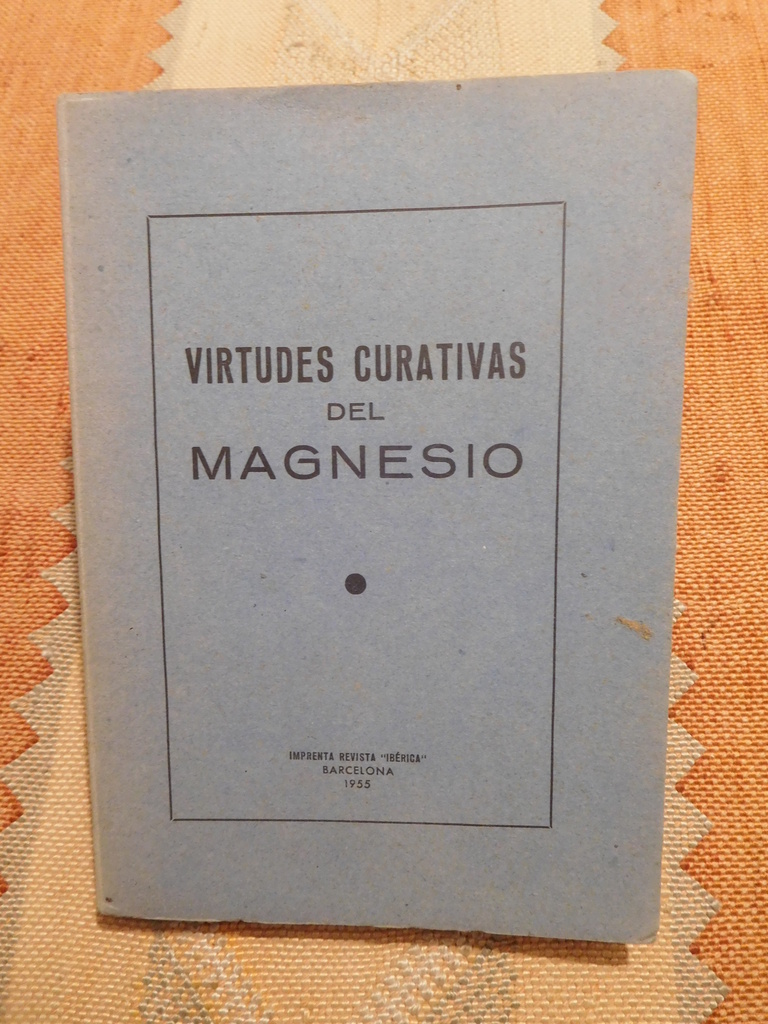 VIRTUDES CURATIVAS
DEL
MAGNESIO
IMPRENTA REVISTA "IBÉRICA"
BARCELONA
1955